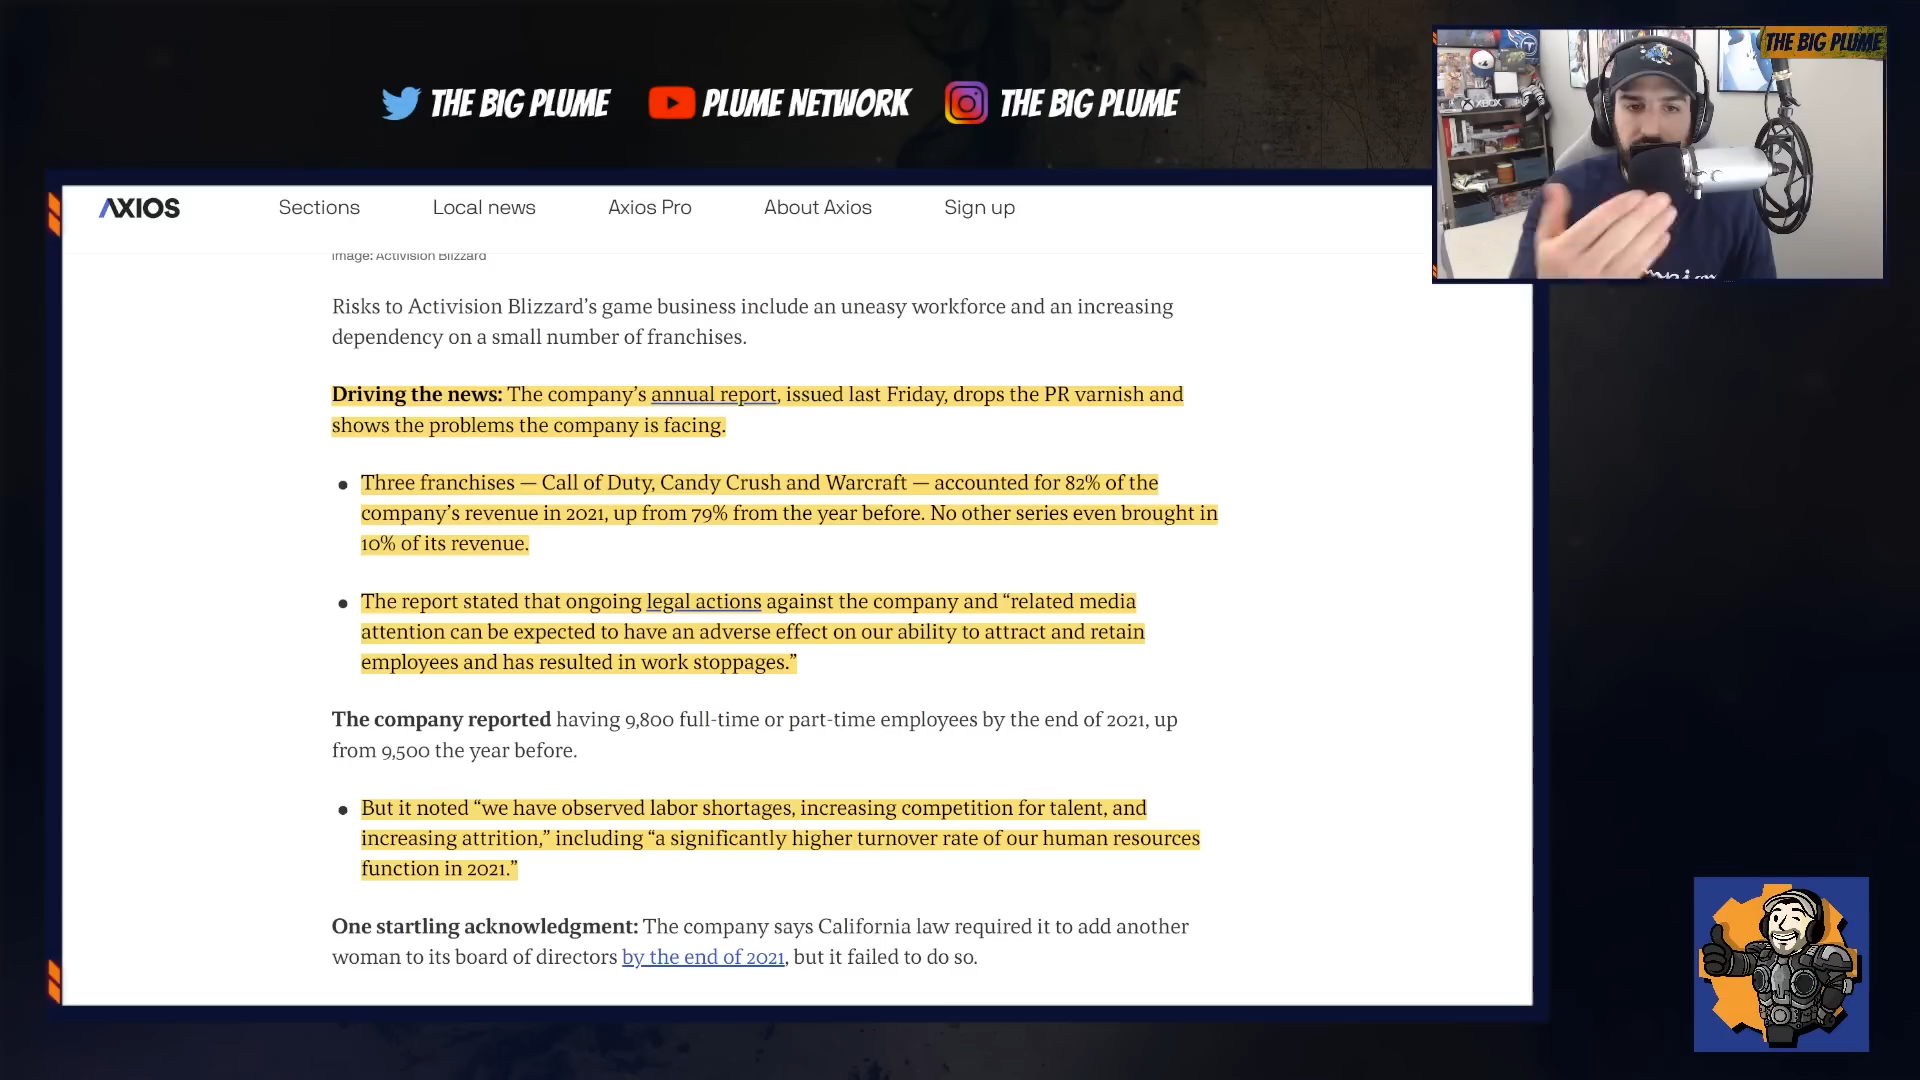 THE BIG PLUME
THE BIG PLUME PLUME NETWORK THE BIG PLUME
XBOX
AXIOS Sections Local news Axios Pro About Axios Sign up
Image: Activision Blizzard
Risks to Activision Blizzard’s game business include an uneasy workforce and an increasing
dependency on a small number of franchises.
Driving the news: The company’s annual report, issued last Friday, drops the PR varnish and
shows the problems the company is facing.
• Three franchises — Call of Duty, Candy Crush and Warcraft — accounted for 82% of the
company’s revenue in 2021, up from 79% from the year before. No other series even brought in
10% of its revenue.
• The report stated that ongoing legal actions against the company and “related media
attention can be expected to have an adverse effect on our ability to attract and retain
employees and has resulted in work stoppages.”
The company reported having 9,800 full-time or part-time employees by the end of 2021, up
from 9,500 the year before.
• But it noted “we have observed labor shortages, increasing competition for talent, and
increasing attrition,” including “a significantly higher turnover rate of our human resources
function in 2021.”
One startling acknowledgment: The company says California law required it to add another
woman to its board of directors by the end of 2021, but it failed to do so.